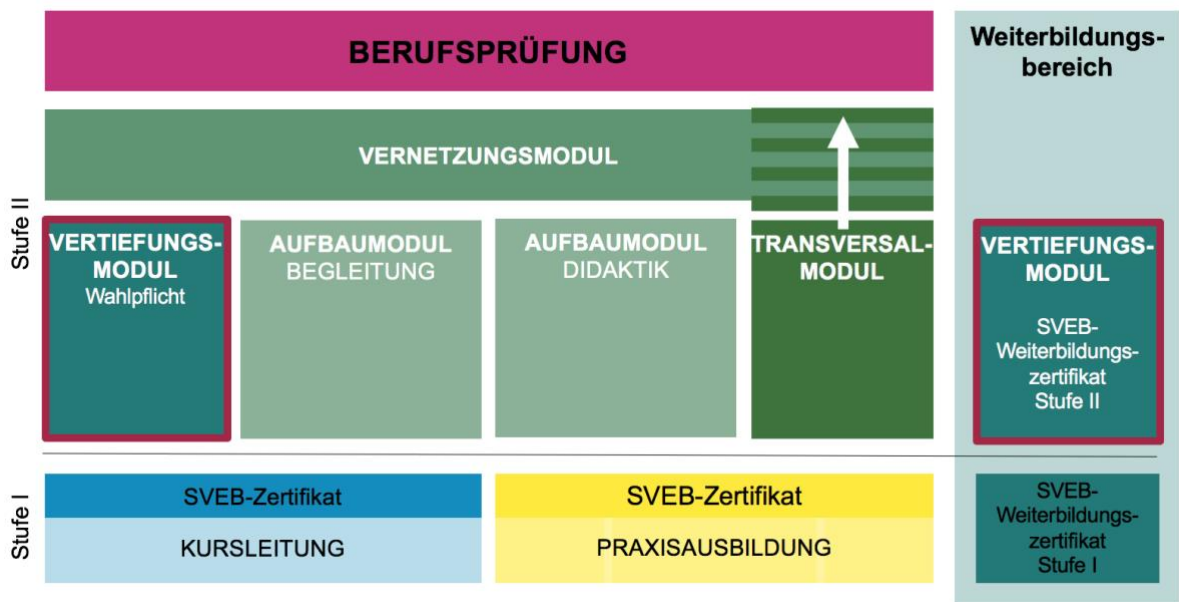 BERUFSPRÜFUNG
Weiterbildungs-
bereich
VERNETZUNGSMODUL
Stufe II
VERTIEFUNGS-
MODUL
Wahlpflicht
AUFBAUMODUL
BEGLEITUNG
AUFBAUMODUL
DIDAKTIK
TRANSVERSAL-
MODUL
VERTIEFUNGS-
MODUL
SVEB-
Weiterbildungs-
zertifikat
Stufe II
Stufe I
SVEB-Zertifikat
KURSLEITUNG
SVEB-Zertifikat
PRAXISAUSBILDUNG
SVEB-
Weiterbildungs-
zertifikat
Stufe I